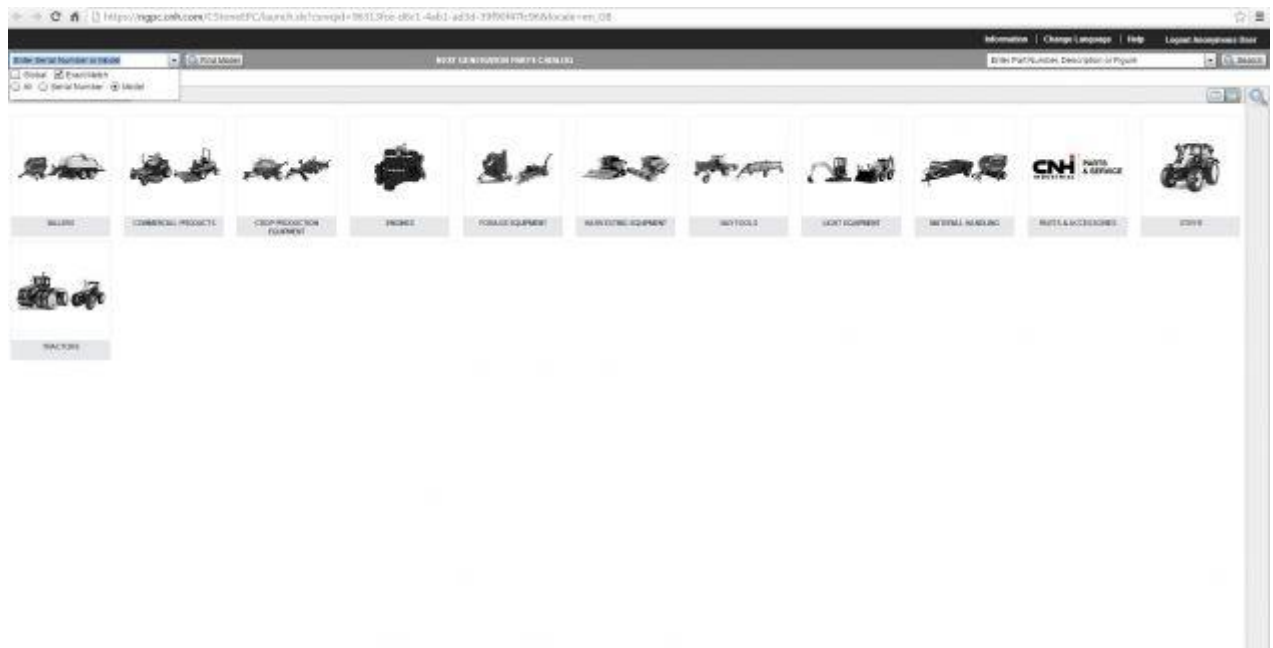 Information | Change Language | Help Logout Anonymous User
Enter Serial Number or Model Find Model NEXT GENERATION PARTS CATALOG Enter Part Number, Description or Figure Search
Global Exact Match
All Serial Number Model
BALERS COMMERCIAL PRODUCTS CROP PRODUCTION EQUIPMENT ENGINES FORAGE EQUIPMENT HARVESTING EQUIPMENT HAY TOOLS LIGHT EQUIPMENT MATERIAL HANDLING PARTS & ACCESSORIES STEYR
CNH INDUSTRIAL PARTS & SERVICE
TRACTORS